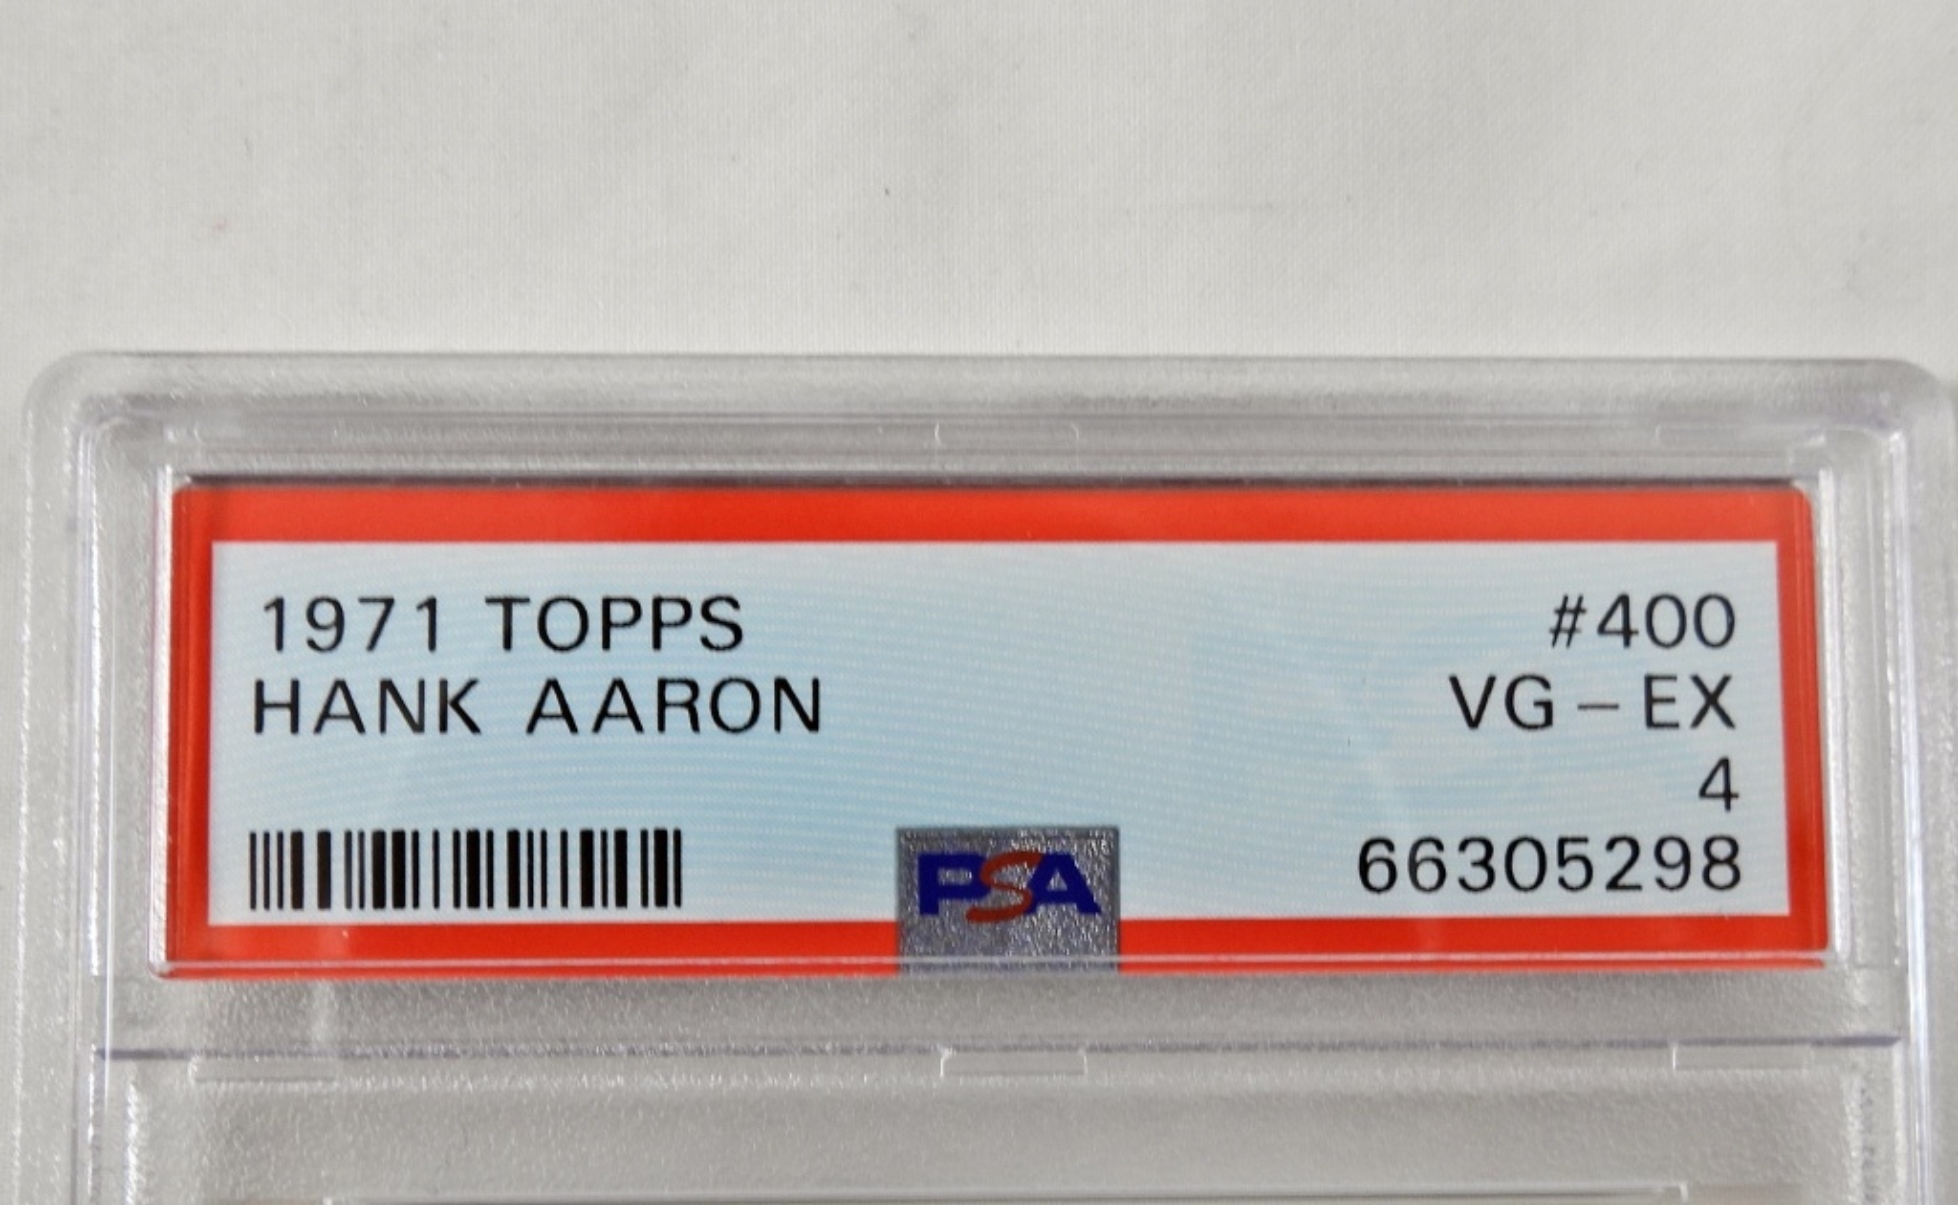 1971 TOPPS #400
HANK AARON VG-EX
4
PSA 66305298